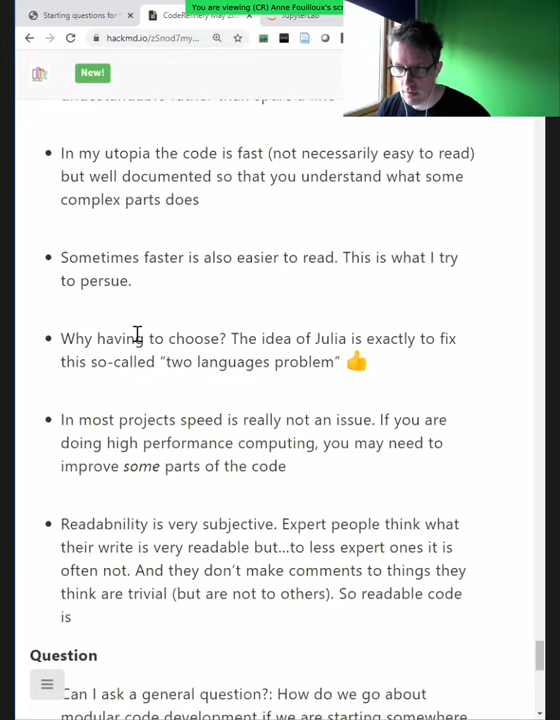 You are viewing (CR) Anne Fouilloux's sc
Starting questions for
CodeRefinery May 20
JupyterLab
hackmd.io/zSnod7my
New!
understandable rather than spare a line
In my utopia the code is fast (not necessarily easy to read)
but well documented so that you understand what some
complex parts does
Sometimes faster is also easier to read. This is what I try
to persue.
Why having to choose? The idea of Julia is exactly to fix
this so-called “two languages problem” 👍
In most projects speed is really not an issue. If you are
doing high performance computing, you may need to
improve some parts of the code
Readabnility is very subjective. Expert people think what
their write is very readable but...to less expert ones it is
often not. And they don't make comments to things they
think are trivial (but are not to others). So readable code
is
Question
Can I ask a general question?: How do we go about
modular code development if we are starting somewhere